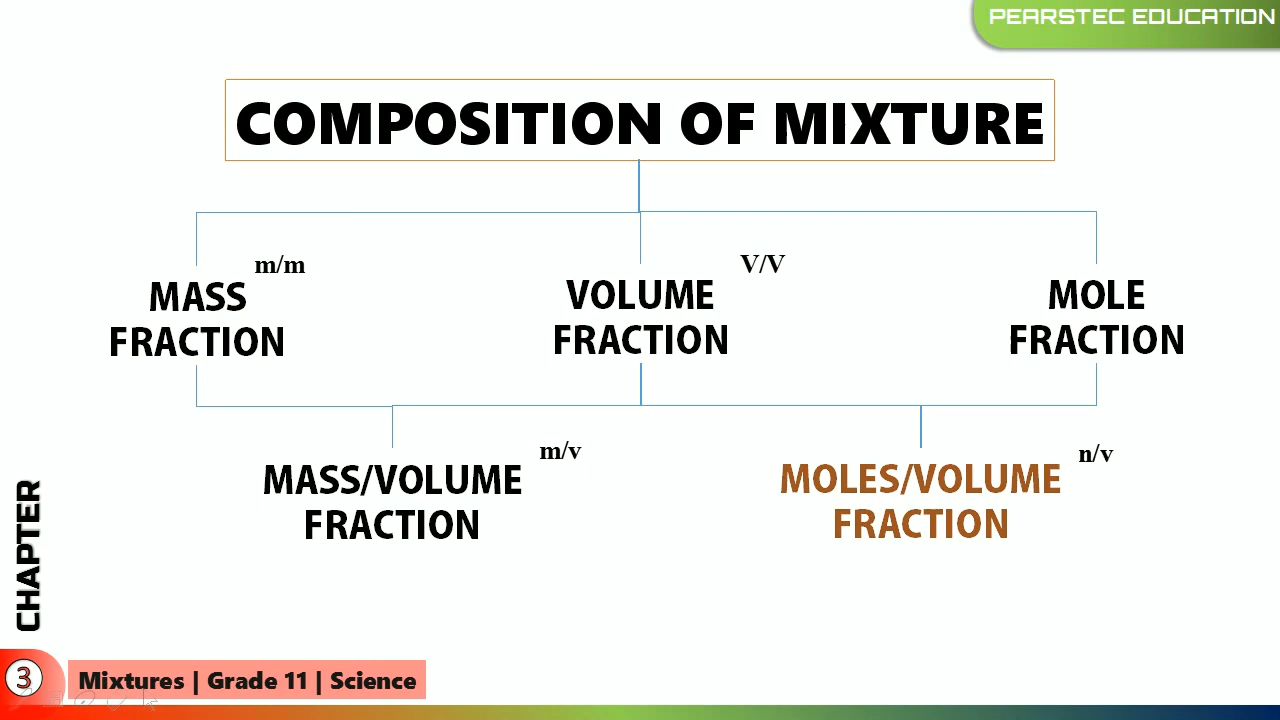 PEARSTEC EDUCATION
COMPOSITION OF MIXTURE
m/m
MASS
FRACTION
V/V
VOLUME
FRACTION
MOLE
FRACTION
m/v
MASS/VOLUME
FRACTION
n/v
MOLES/VOLUME
FRACTION
CHAPTER
3
Mixtures | Grade 11 | Science